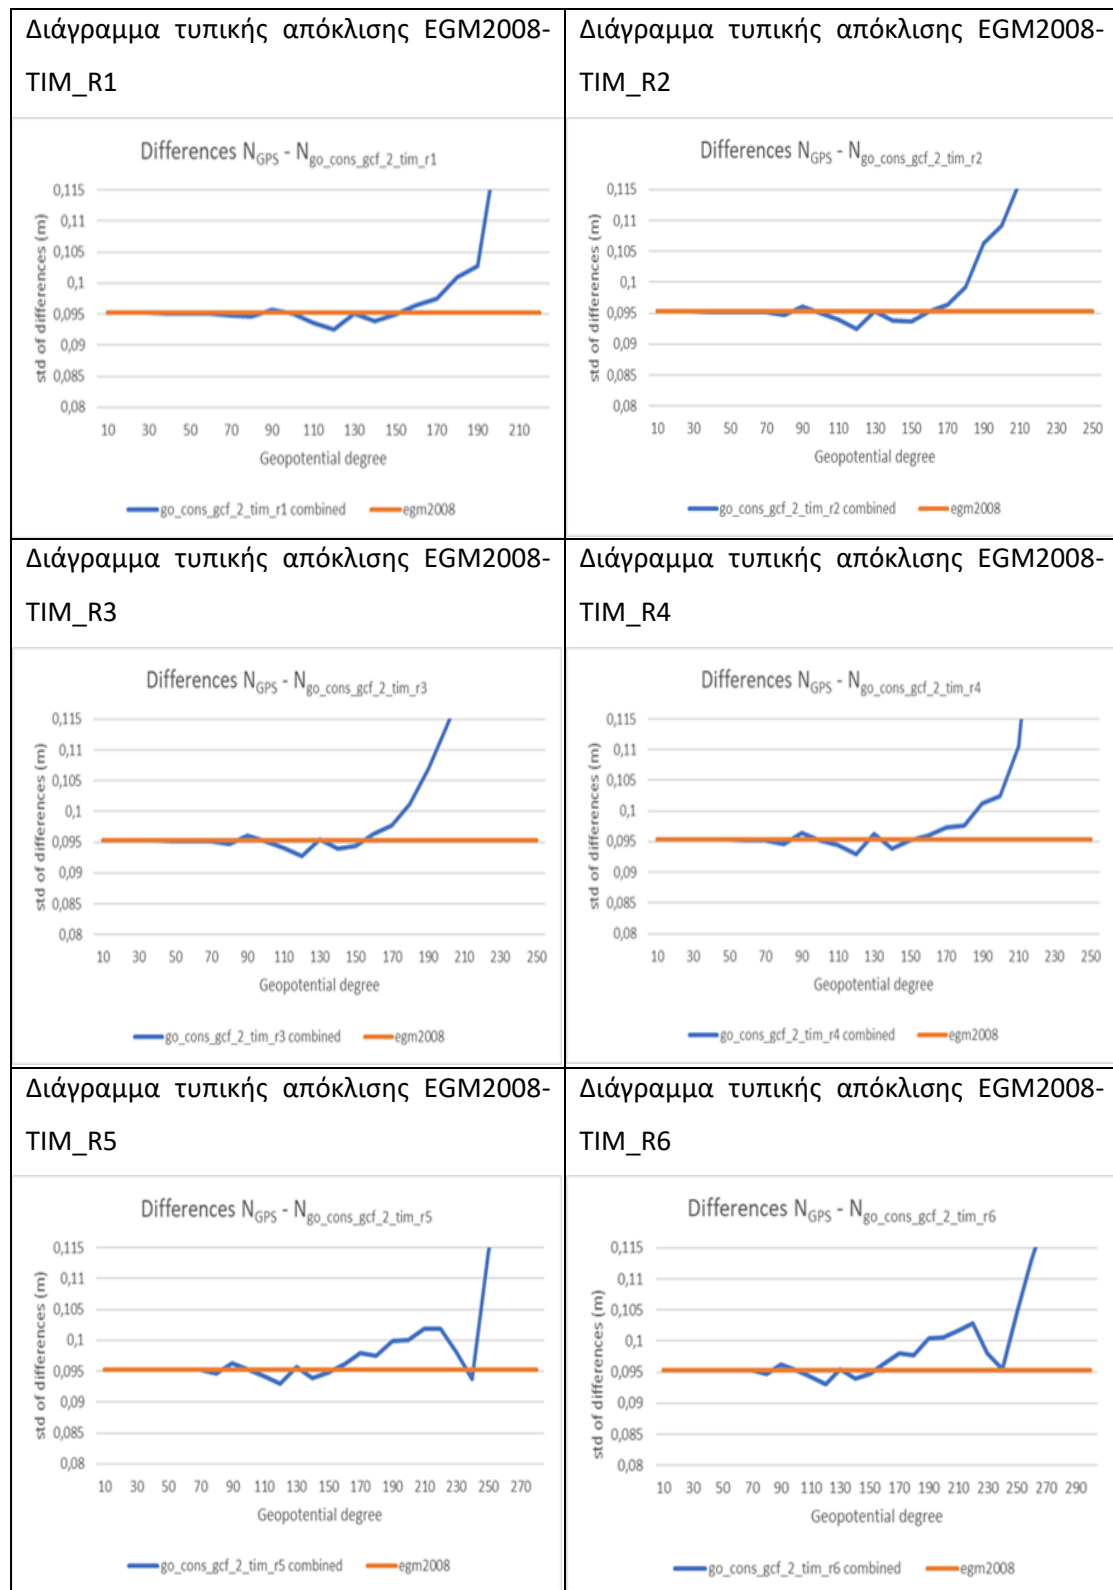 Διάγραμμα τυπικής απόκλισης EGM2008-
TIM_R1
Differences N_GPS - N_go_cons_gcf_2_tim_r1
std of differences (m)
0,115
0,11
0,105
0,1
0,095
0,09
0,085
0,08
10 30 50 70 90 110 130 150 170 190 210
Geopotential degree
go_cons_gcf_2_tim_r1 combined egm2008
Διάγραμμα τυπικής απόκλισης EGM2008-
TIM_R2
Differences N_GPS - N_go_cons_gcf_2_tim_r2
std of differences (m)
0,115
0,11
0,105
0,1
0,095
0,09
0,085
0,08
10 30 50 70 90 110 130 150 170 190 210 230 250
Geopotential degree
go_cons_gcf_2_tim_r2 combined egm2008
Διάγραμμα τυπικής απόκλισης EGM2008-
TIM_R3
Differences N_GPS - N_go_cons_gcf_2_tim_r3
std of differences (m)
0,115
0,11
0,105
0,1
0,095
0,09
0,085
0,08
10 30 50 70 90 110 130 150 170 190 210 230 250
Geopotential degree
go_cons_gcf_2_tim_r3 combined egm2008
Διάγραμμα τυπικής απόκλισης EGM2008-
TIM_R4
Differences N_GPS - N_go_cons_gcf_2_tim_r4
std of differences (m)
0,115
0,11
0,105
0,1
0,095
0,09
0,085
0,08
10 30 50 70 90 110 130 150 170 190 210 230 250
Geopotential degree
go_cons_gcf_2_tim_r4 combined egm2008
Διάγραμμα τυπικής απόκλισης EGM2008-
TIM_R5
Differences N_GPS - N_go_cons_gcf_2_tim_r5
std of differences (m)
0,115
0,11
0,105
0,1
0,095
0,09
0,085
0,08
10 30 50 70 90 110 130 150 170 190 210 230 250 270
Geopotential degree
go_cons_gcf_2_tim_r5 combined egm2008
Διάγραμμα τυπικής απόκλισης EGM2008-
TIM_R6
Differences N_GPS - N_go_cons_gcf_2_tim_r6
std of differences (m)
0,115
0,11
0,105
0,1
0,095
0,09
0,085
0,08
10 30 50 70 90 110 130 150 170 190 210 230 250 270 290
Geopotential degree
go_cons_gcf_2_tim_r6 combined egm2008